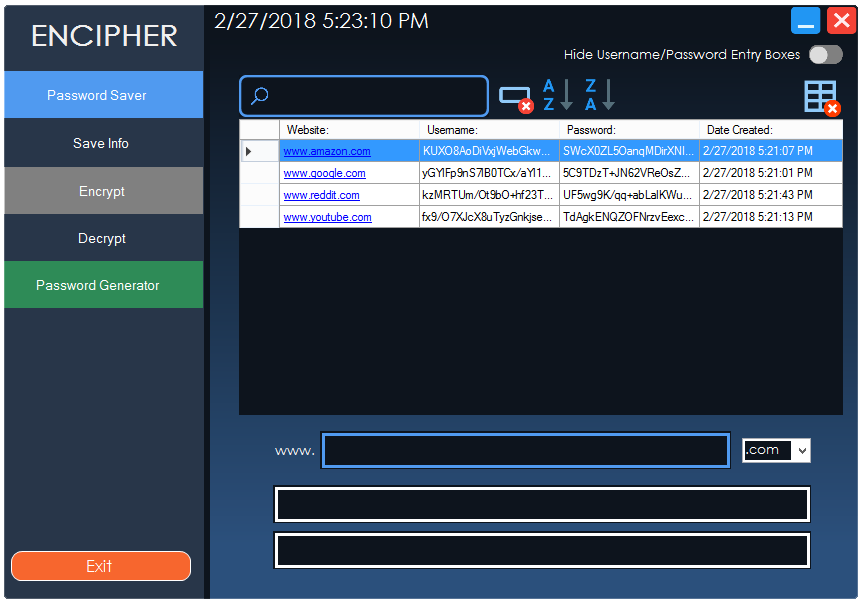 ENCIPHER
2/27/2018 5:23:10 PM
Hide Username/Password Entry Boxes
Password Saver
Save Info
Encrypt
Decrypt
Password Generator
Exit
A Z
Z A
Website: Username: Password: Date Created:
www.amazon.com KUXO8AoDiVxjWebGkw... SWcX0ZL5OanqMDirXNI... 2/27/2018 5:21:07 PM
www.google.com yGYlFp9nS7lB0TCx/aYl1... 5C9TDzT+JN62VReOsZ... 2/27/2018 5:21:01 PM
www.reddit.com kzMRTUm/Ot9bO+hf23T... UF5wg9K/qq+abLalKWu... 2/27/2018 5:21:43 PM
www.youtube.com fx9/O7XJcX8uTyzGnkjse... TdAgkENQZOFNrzvEexc... 2/27/2018 5:21:13 PM
www. .com